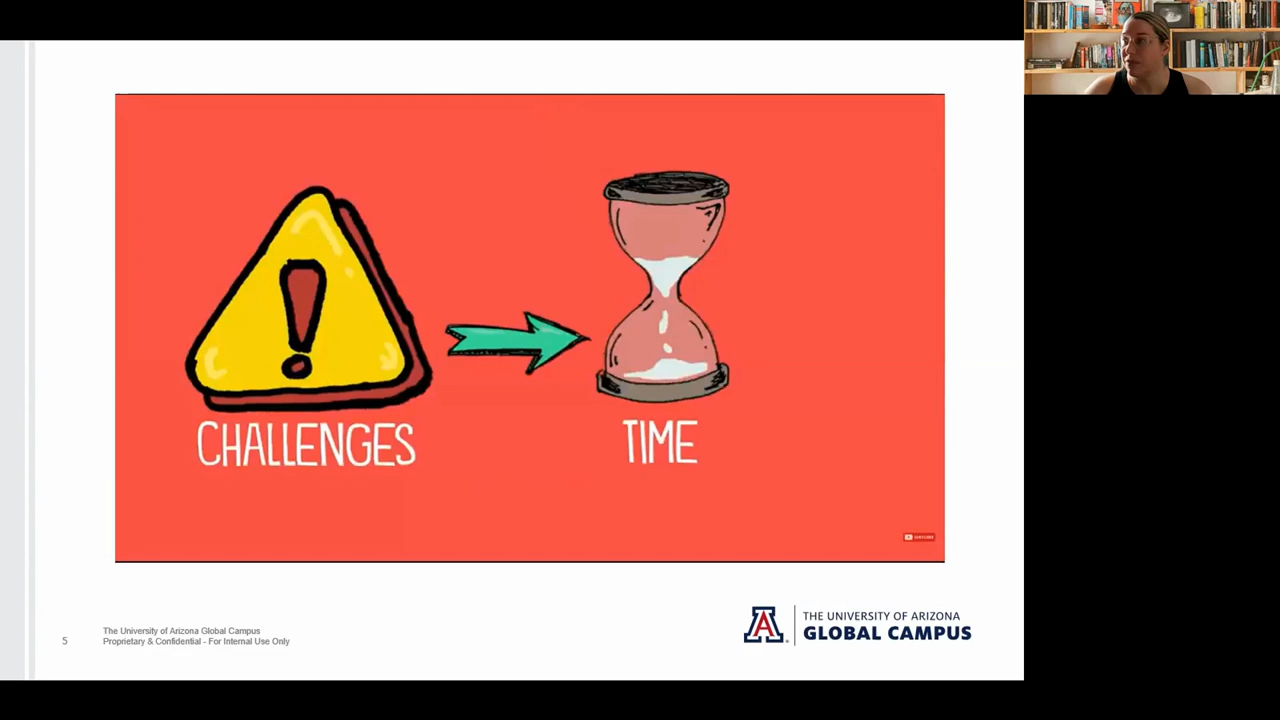 CHALLENGES
TIME
SUBSCRIBE
5
The University of Arizona Global Campus
Proprietary & Confidential - For Internal Use Only
A
THE UNIVERSITY OF ARIZONA
GLOBAL CAMPUS